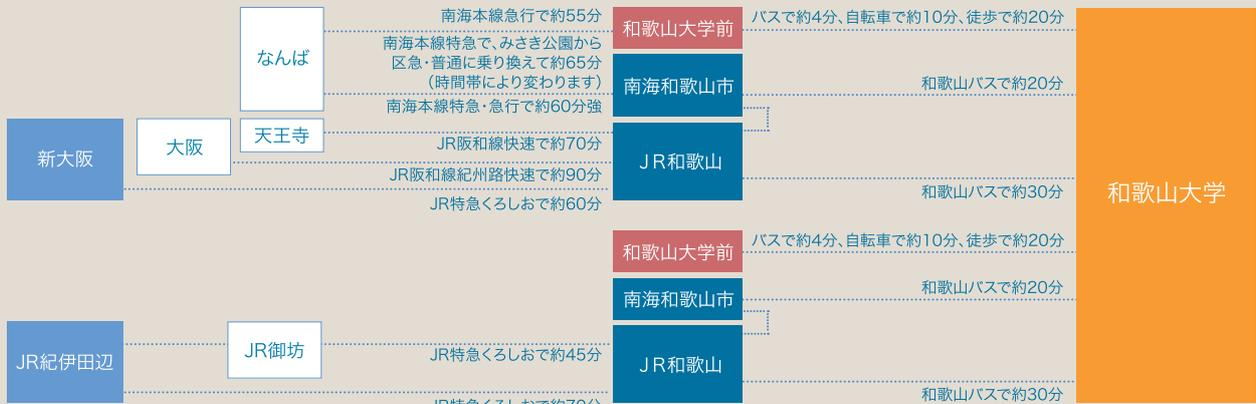 なんば
南海本線急行で約55分
和歌山大学前
バスで約4分、自転車で約10分、徒歩で約20分
南海本線特急で、みさき公園から
区急・普通に乗り換えて約65分
（時間帯により変わります）
南海和歌山市
和歌山バスで約20分
南海本線特急・急行で約60分強
新大阪
大阪
天王寺
JR阪和線快速で約70分
JR和歌山
JR阪和線紀州路快速で約90分
和歌山バスで約30分
JR特急くろしおで約60分
和歌山大学
和歌山大学前
バスで約4分、自転車で約10分、徒歩で約20分
南海和歌山市
和歌山バスで約20分
JR紀伊田辺
JR御坊
JR特急くろしおで約45分
JR和歌山
和歌山バスで約30分
JR特急くろしおで約70分